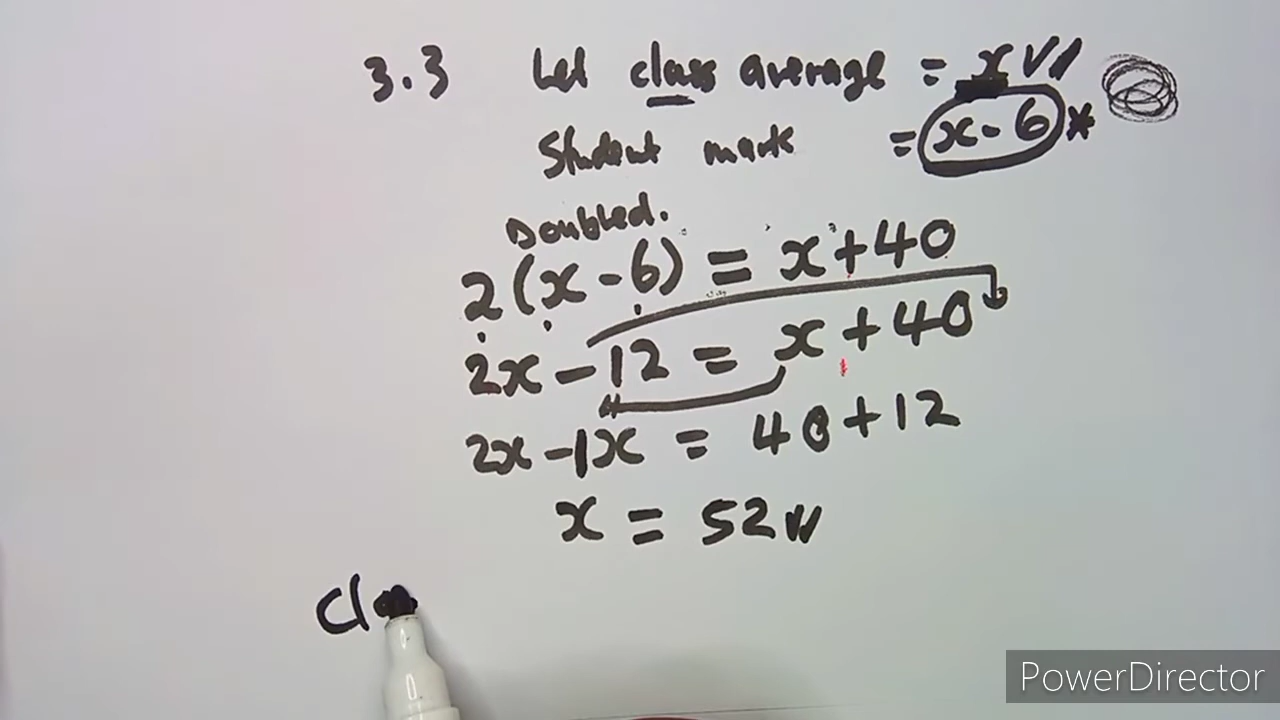 3.3 Let class average = x
Student mark = x - 6 *
Doubled.
2(x - 6) = x + 40
2x - 12 = x + 40
2x - 1x = 40 + 12
x = 52
Cla
PowerDirector